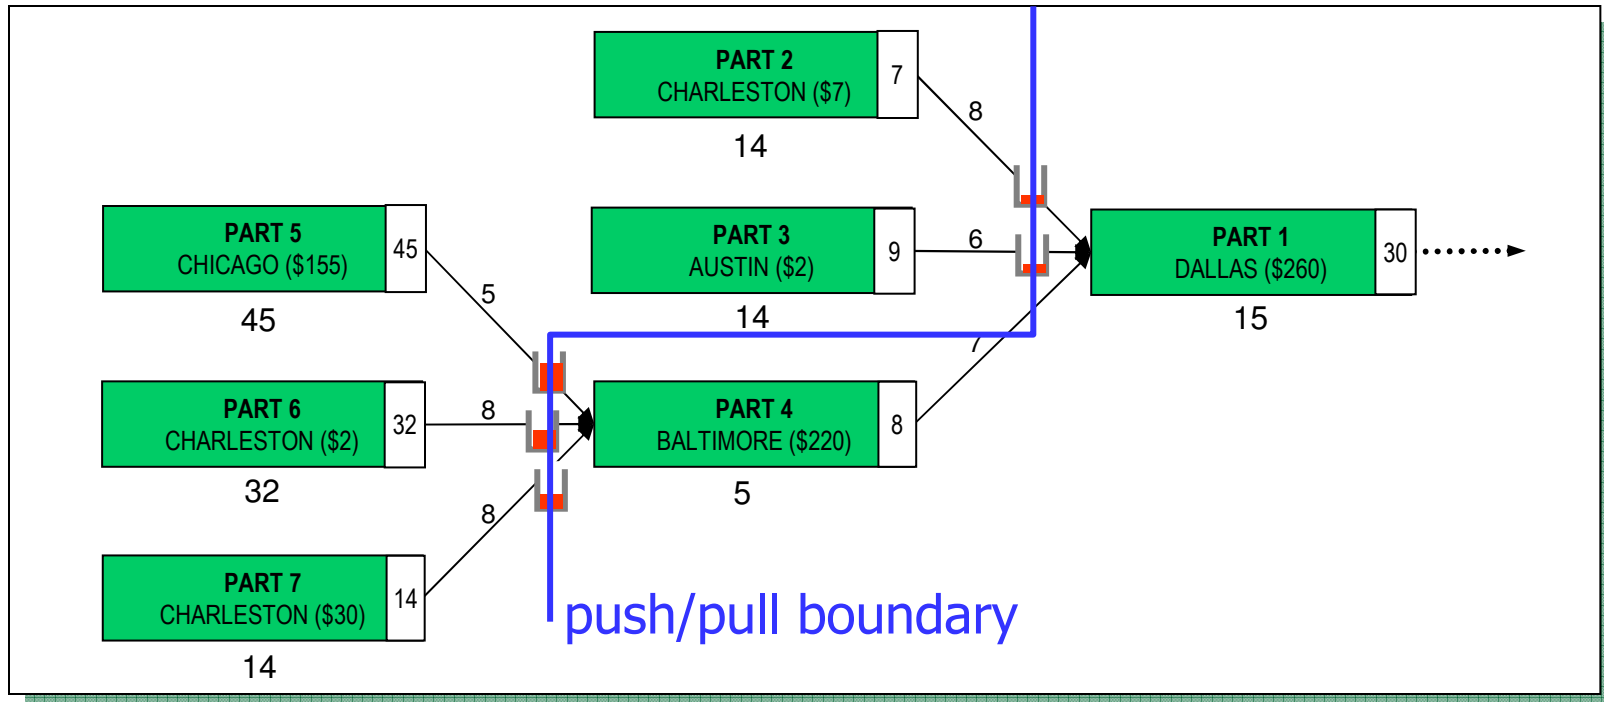 PART 2
CHARLESTON ($7)
7
8
14
PART 5
CHICAGO ($155)
45
5
45
PART 3
AUSTIN ($2)
9
6
14
PART 1
DALLAS ($260)
30
15
PART 6
CHARLESTON ($2)
32
8
32
PART 4
BALTIMORE ($220)
8
7
5
PART 7
CHARLESTON ($30)
14
8
14
push/pull boundary